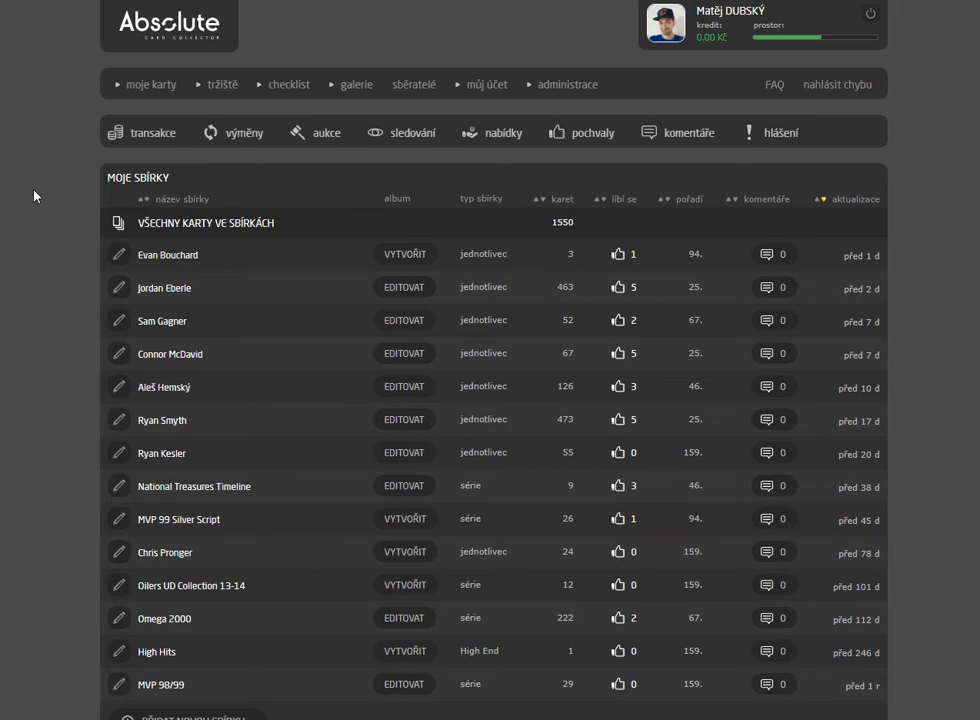 Absolute
CARD COLLECTOR
Matěj DUBSKÝ
kredit: prostor:
0.00 Kč
moje karty tržiště checklist galerie sběratelé můj účet administrace FAQ nahlásit chybu
transakce výměny aukce sledování nabídky pochvaly komentáře hlášení
MOJE SBÍRKY
název sbírky album typ sbírky karet líbí se pořadí komentáře aktualizace
VŠECHNY KARTY VE SBÍRKÁCH 1550
Evan Bouchard VYTVOŘIT jednotlivec 3 1 94. 0 před 1 d
Jordan Eberle EDITOVAT jednotlivec 463 5 25. 0 před 2 d
Sam Gagner EDITOVAT jednotlivec 52 2 67. 0 před 7 d
Connor McDavid EDITOVAT jednotlivec 67 5 25. 0 před 7 d
Aleš Hemský EDITOVAT jednotlivec 126 3 46. 0 před 10 d
Ryan Smyth EDITOVAT jednotlivec 473 5 25. 0 před 17 d
Ryan Kesler EDITOVAT jednotlivec 55 0 159. 0 před 20 d
National Treasures Timeline EDITOVAT série 9 3 46. 0 před 38 d
MVP 99 Silver Script VYTVOŘIT série 26 1 94. 0 před 45 d
Chris Pronger VYTVOŘIT jednotlivec 24 0 159. 0 před 78 d
Oilers UD Collection 13-14 VYTVOŘIT série 12 0 159. 0 před 101 d
Omega 2000 EDITOVAT série 222 2 67. 0 před 112 d
High Hits VYTVOŘIT High End 1 0 159. 0 před 246 d
MVP 98/99 EDITOVAT série 29 0 159. 0 před 1 r
PŘIDAT NOVOU SBÍRKU